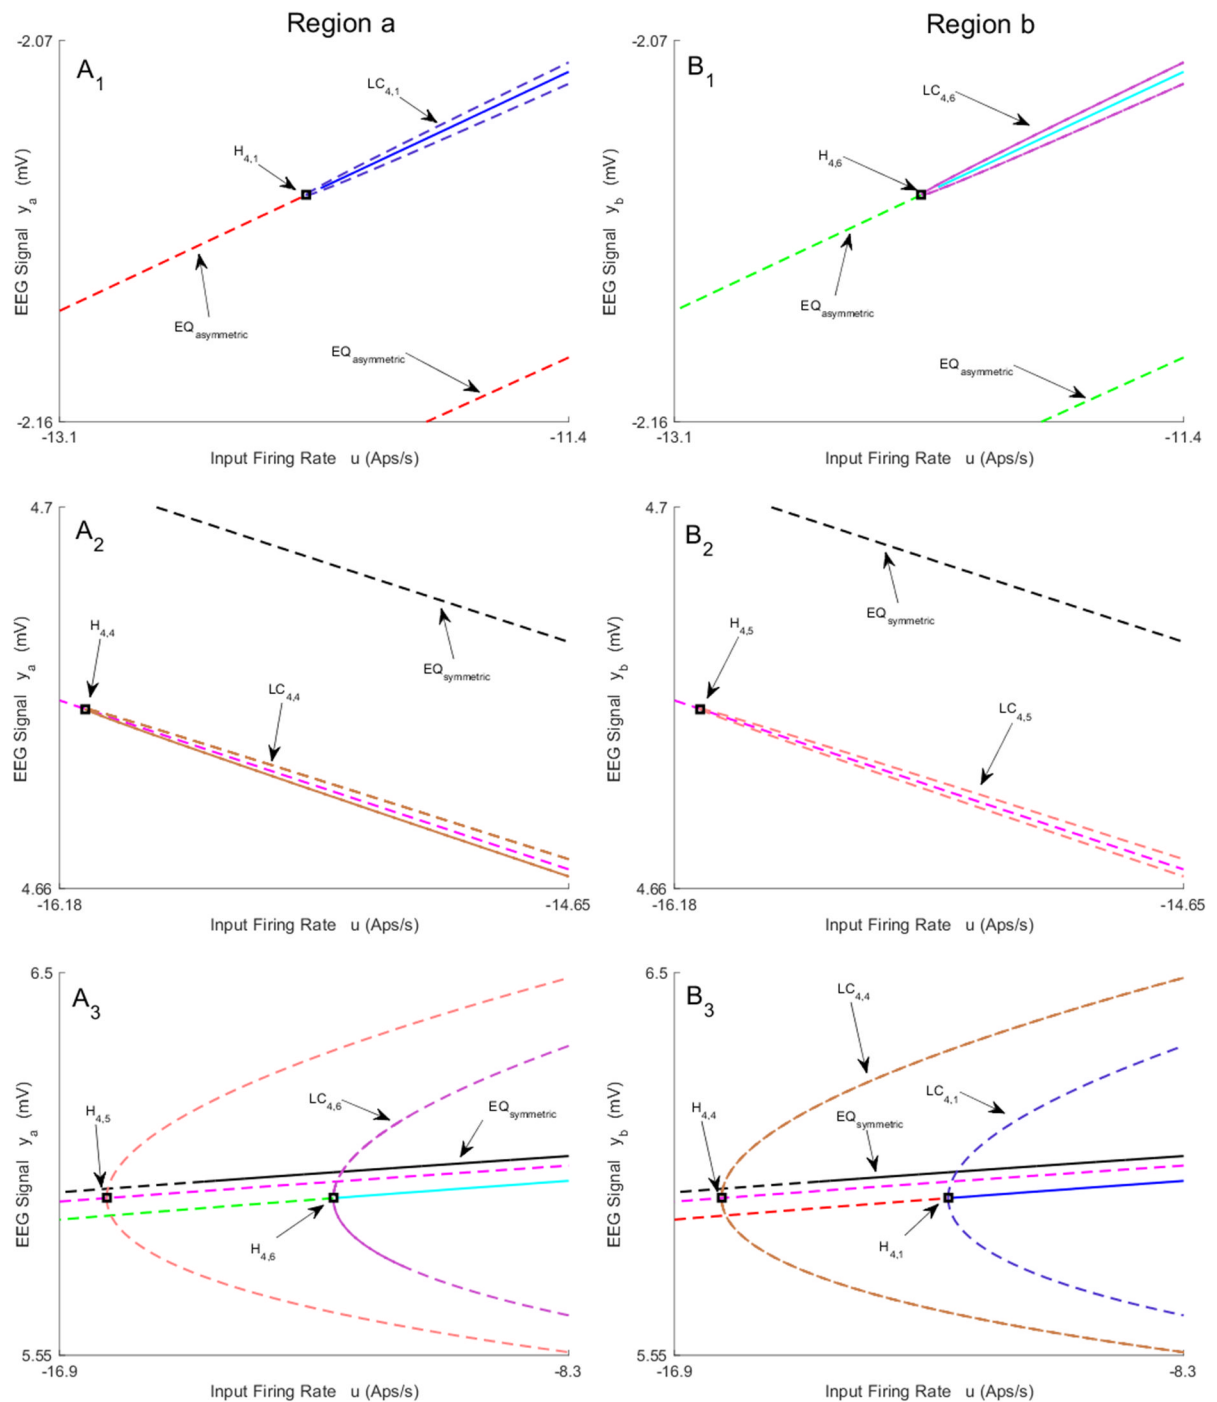 Region a
Region b
-2.07
A1
LC4,1
H4,1
EQasymmetric
EQasymmetric
EEG Signal ya (mV)
-2.16
-13.1
-11.4
Input Firing Rate u (Aps/s)
-2.07
B1
LC4,6
H4,6
EQasymmetric
EQasymmetric
EEG Signal yb (mV)
-2.16
-13.1
-11.4
Input Firing Rate u (Aps/s)
4.7
A2
H4,4
EQsymmetric
LC4,4
EEG Signal ya (mV)
4.66
-16.18
-14.65
Input Firing Rate u (Aps/s)
4.7
B2
EQsymmetric
H4,5
LC4,5
EEG Signal yb (mV)
4.66
-16.18
-14.65
Input Firing Rate u (Aps/s)
6.5
A3
LC4,6
EQsymmetric
H4,5
H4,6
EEG Signal ya (mV)
5.55
-16.9
-8.3
Input Firing Rate u (Aps/s)
6.5
B3
LC4,4
LC4,1
H4,4
EQsymmetric
H4,1
EEG Signal yb (mV)
5.55
-16.9
-8.3
Input Firing Rate u (Aps/s)